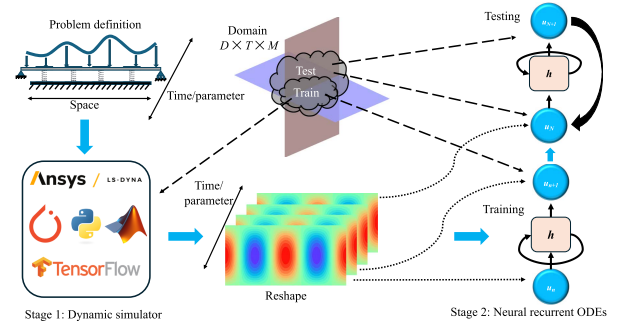 Problem definition
Space
Time/parameter
Domain
D × T × M
Test
Train
Testing
u_{N+1}
h
u_N
u_{n+1}
Training
h
u_n
Ansys / LS-DYNA
TensorFlow
Time/
parameter
Reshape
Stage 1: Dynamic simulator
Stage 2: Neural recurrent ODEs